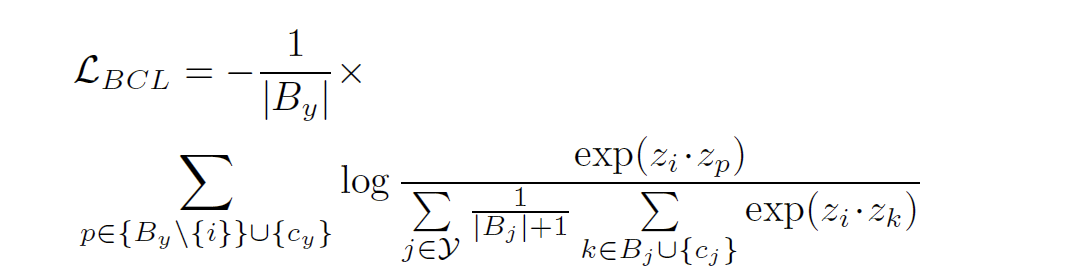 \mathcal{L}_{BCL} = -\frac{1}{|B_y|} \times
\sum_{p \in \{B_y \backslash \{i\}\} \cup \{c_y\}} \log \frac{\exp(z_i \cdot z_p)}{\sum_{j \in \mathcal{Y}} \frac{1}{|B_j|+1} \sum_{k \in B_j \cup \{c_j\}} \exp(z_i \cdot z_k)}